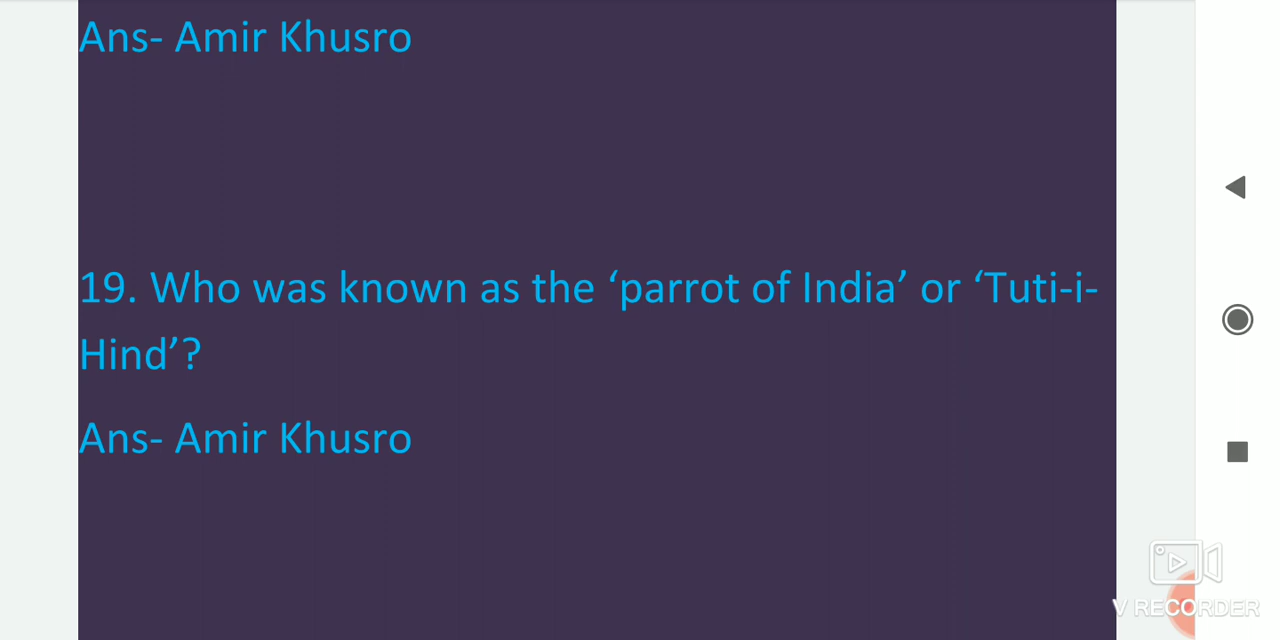 Ans- Amir Khusro
19. Who was known as the ‘parrot of India’ or ‘Tuti-i-
Hind’?
Ans- Amir Khusro
V RECORDER